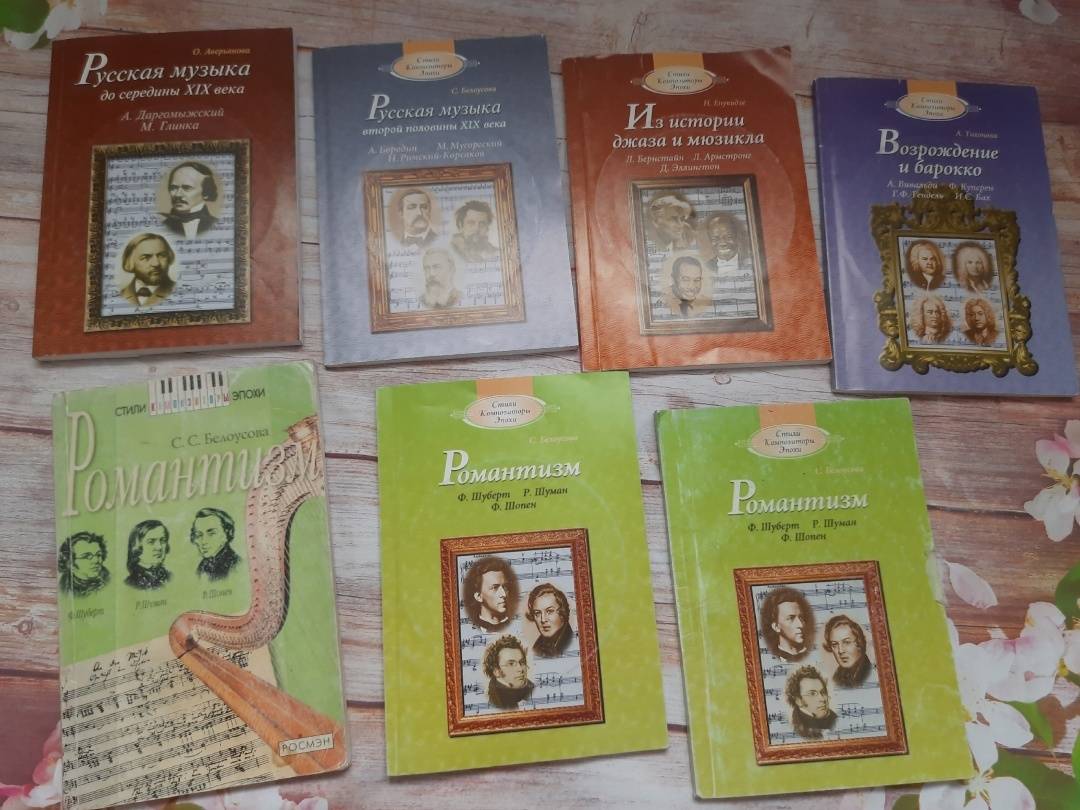 О. Аверьянова
Русская музыка
до середины XIX века
А. Даргомыжский
М. Глинка
Стили
Композиторы
Эпохи
С. Белоусова
Русская музыка
второй половины XIX века
А. Бородин М. Мусоргский
Н. Римский-Корсаков
Стили
Композиторы
Эпохи
Н. Енукидзе
Из истории
джаза и мюзикла
Л. Бернстайн Л. Армстронг
Д. Эллингтон
Стили
Композиторы
Эпохи
А. Тихонова
Возрождение
и барокко
А. Вивальди Ф. Куперен
Г.Ф. Гендель И.С. Бах
СТИЛИ КОМПОЗИТОРЫ ЭПОХИ
С. С. Белоусова
Романтизм
Ф. Шуберт Р. Шуман Ф. Шопен
РОСМЭН
Стили
Композиторы
Эпохи
С. Белоусова
Романтизм
Ф. Шуберт Р. Шуман
Ф. Шопен
Стили
Композиторы
Эпохи
С. Белоусова
Романтизм
Ф. Шуберт Р. Шуман
Ф. Шопен